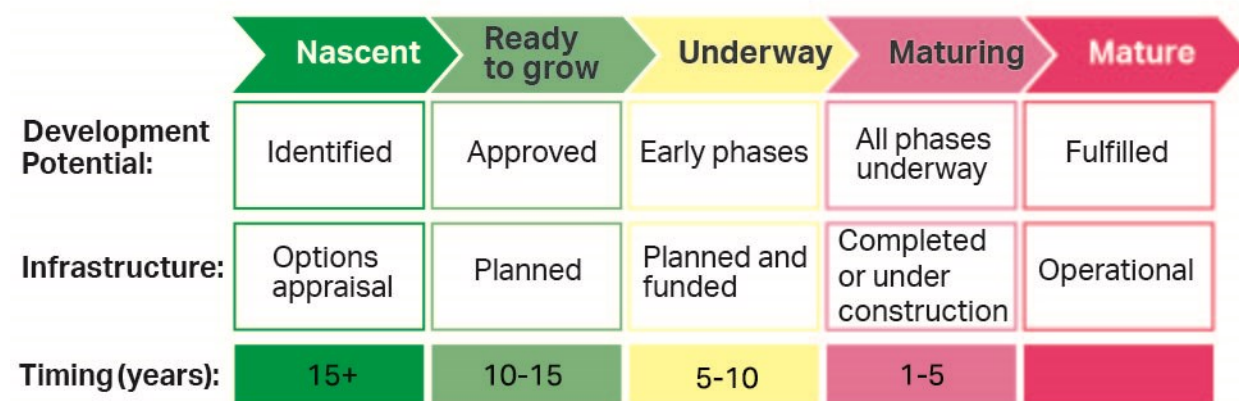 Nascent
Ready
to grow
Underway
Maturing
Mature
Development
Potential:
Identified
Approved
Early phases
All phases
underway
Fulfilled
Infrastructure:
Options
appraisal
Planned
Planned and
funded
Completed
or under
construction
Operational
Timing (years):
15+
10-15
5-10
1-5